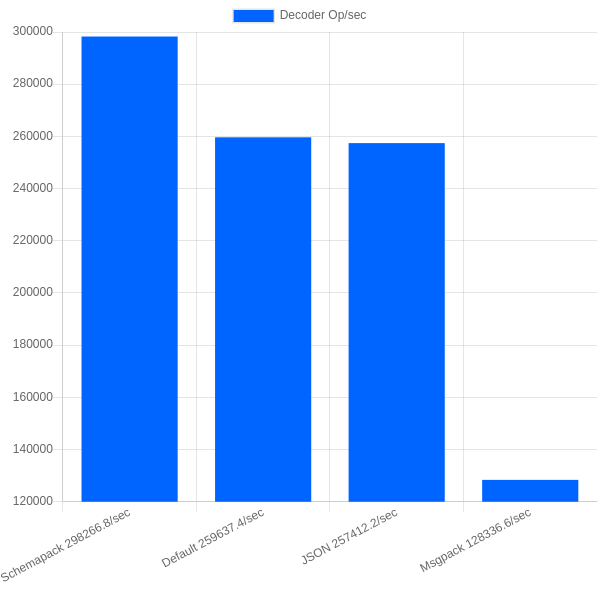 Decoder Op/sec
300000
280000
260000
240000
220000
200000
180000
160000
140000
120000
Schemapack 298266.8/sec
Default 259637.4/sec
JSON 257412.2/sec
Msgpack 128336.6/sec